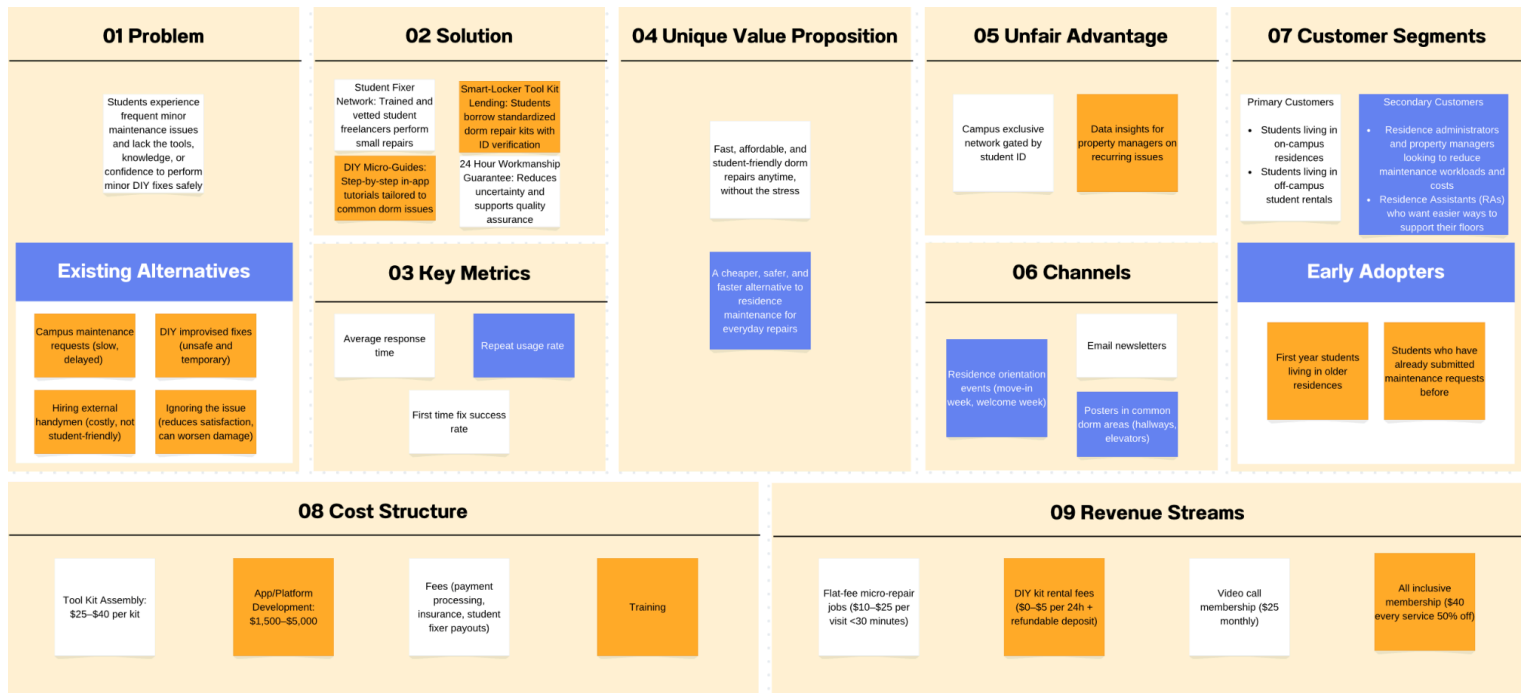 01 Problem
Students experience
frequent minor
maintenance issues
and lack the tools,
knowledge, or
confidence to perform
minor DIY fixes safely
Existing Alternatives
Campus maintenance
requests (slow,
delayed)
DIY improvised fixes
(unsafe and
temporary)
Hiring external
handymen (costly, not
student-friendly)
Ignoring the issue
(reduces satisfaction,
can worsen damage)
02 Solution
Student Fixer
Network: Trained and
vetted student
freelancers perform
small repairs
Smart-Locker Tool Kit
Lending: Students
borrow standardized
dorm repair kits with
ID verification
DIY Micro-Guides:
Step-by-step in-app
tutorials tailored to
common dorm issues
24 Hour Workmanship
Guarantee: Reduces
uncertainty and
supports quality
assurance
03 Key Metrics
Average response
time
Repeat usage rate
First time fix success
rate
04 Unique Value Proposition
Fast, affordable, and
student-friendly dorm
repairs anytime,
without the stress
A cheaper, safer, and
faster alternative to
residence
maintenance for
everyday repairs
05 Unfair Advantage
Campus exclusive
network gated by
student ID
Data insights for
property managers on
recurring issues
06 Channels
Email newsletters
Residence orientation
events (move-in
week, welcome week)
Posters in common
dorm areas (hallways,
elevators)
07 Customer Segments
Primary Customers
• Students living in
on-campus
residences
• Students living in
off-campus
student rentals
Secondary Customers
• Residence administrators
and property managers
looking to reduce
maintenance workloads and
costs
• Residence Assistants (RAs)
who want easier ways to
support their floors
Early Adopters
First year students
living in older
residences
Students who have
already submitted
maintenance requests
before
08 Cost Structure
Tool Kit Assembly:
$25–$40 per kit
App/Platform
Development:
$1,500–$5,000
Fees (payment
processing,
insurance, student
fixer payouts)
Training
09 Revenue Streams
Flat-fee micro-repair
jobs ($10–$25 per
visit <30 minutes)
DIY kit rental fees
($0–$5 per 24h +
refundable deposit)
Video call
membership ($25
monthly)
All inclusive
membership ($40
every service 50% off)